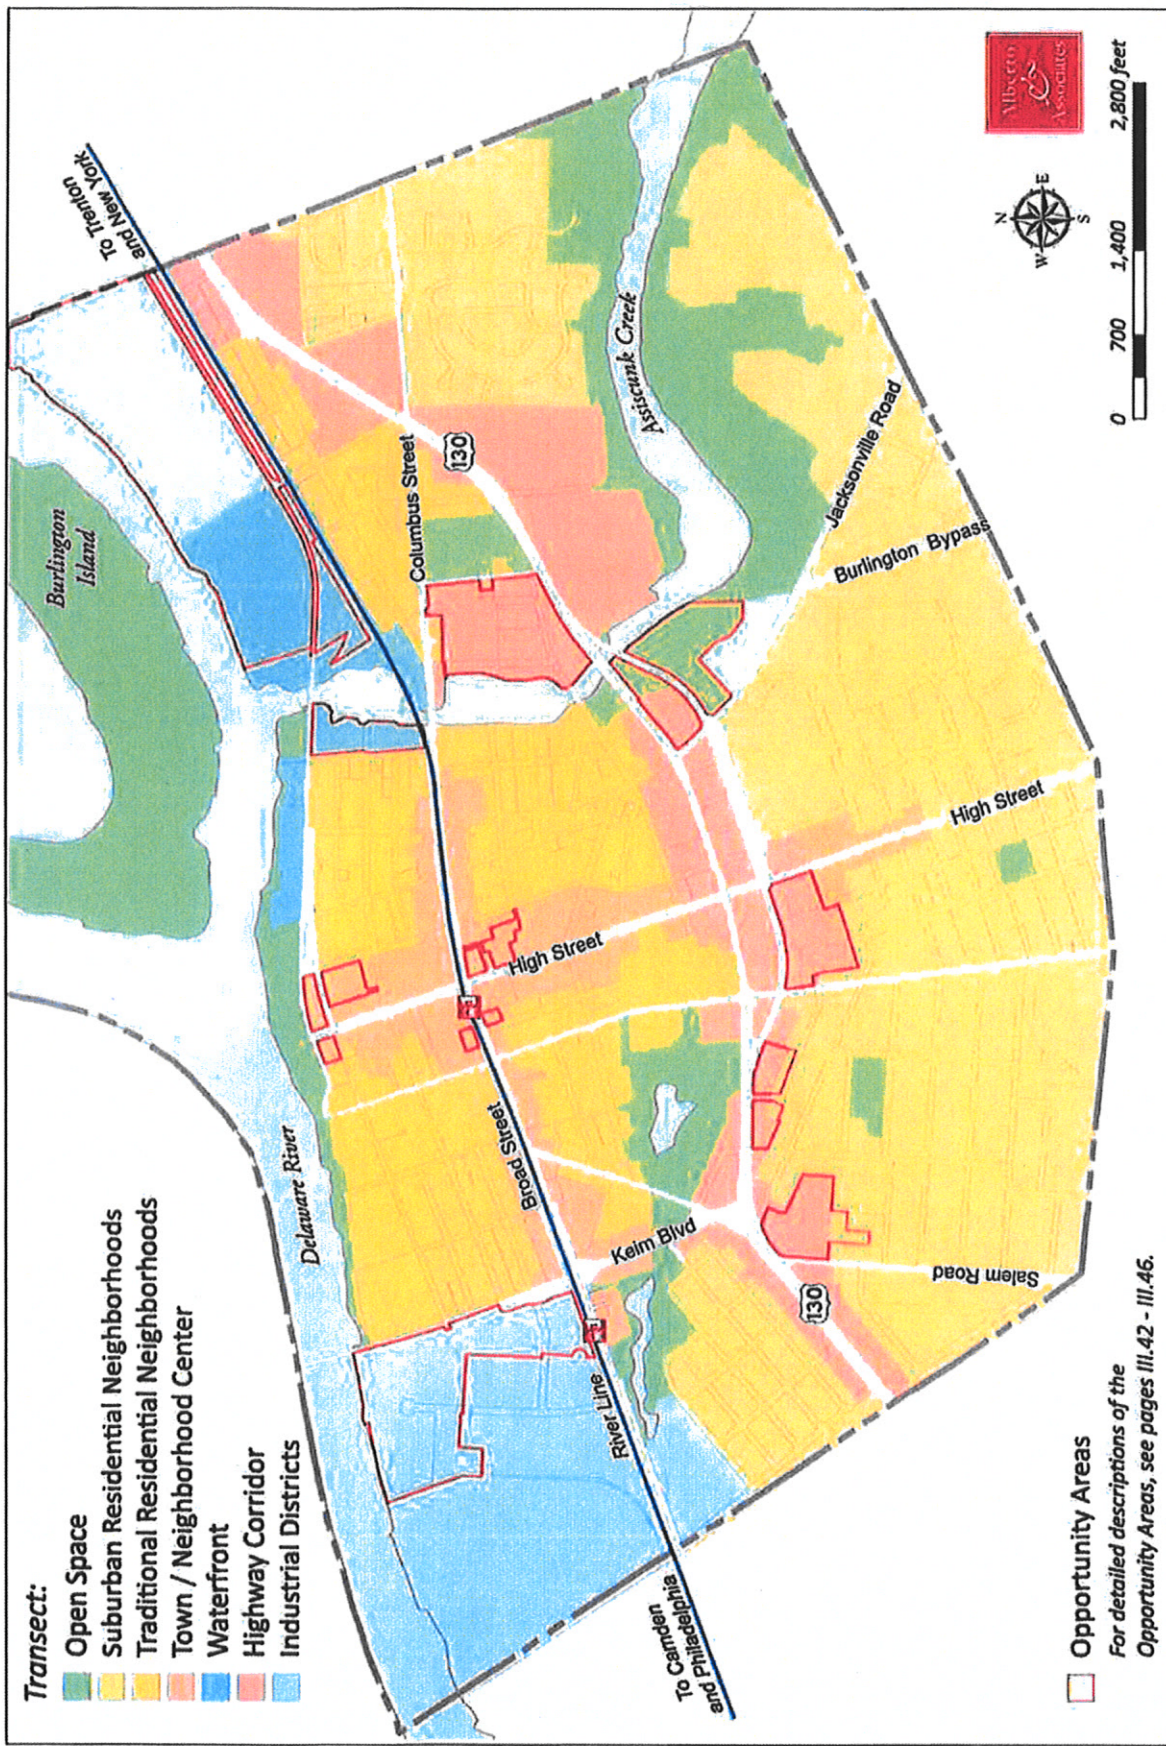 Transect:
Open Space
Suburban Residential Neighborhoods
Traditional Residential Neighborhoods
Town / Neighborhood Center
Waterfront
Highway Corridor
Industrial Districts
To Trenton
and New York
Burlington
Island
Delaware River
Columbus Street
130
Assiscunk Creek
Jacksonville Road
Burlington Bypass
High Street
High Street
Broad Street
Keim Blvd
River Line
130
Salem Road
To Camden
and Philadelphia
Opportunity Areas
For detailed descriptions of the
Opportunity Areas, see pages III.42 - III.46.
Alberto
&
Associates
N
W
E
S
0
700
1,400
2,800 feet